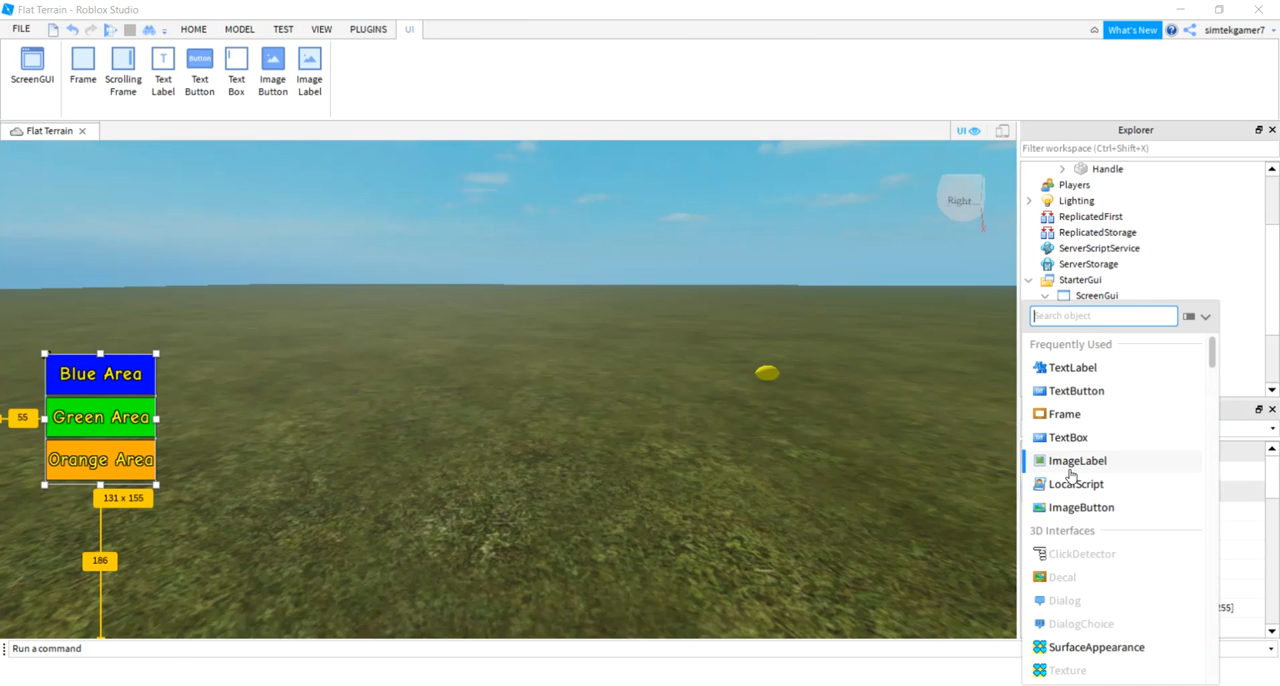 Flat Terrain - Roblox Studio
FILE HOME MODEL TEST VIEW PLUGINS UI What's New simtekgamer7
ScreenGUI Frame Scrolling Frame Text Label Text Button Text Box Image Button Image Label
T Button
Flat Terrain UI
Explorer
Filter workspace (Ctrl+Shift+X)
Handle
Players
Lighting
ReplicatedFirst
ReplicatedStorage
ServerScriptService
ServerStorage
StarterGui
ScreenGui
Search object
Frequently Used
TextLabel
TextButton
Frame
TextBox
ImageLabel
LocalScript
ImageButton
3D Interfaces
ClickDetector
Decal
Dialog
DialogChoice
SurfaceAppearance
Texture
255]
Right
Blue Area
55
Green Area
Orange Area
131 x 155
186
Run a command